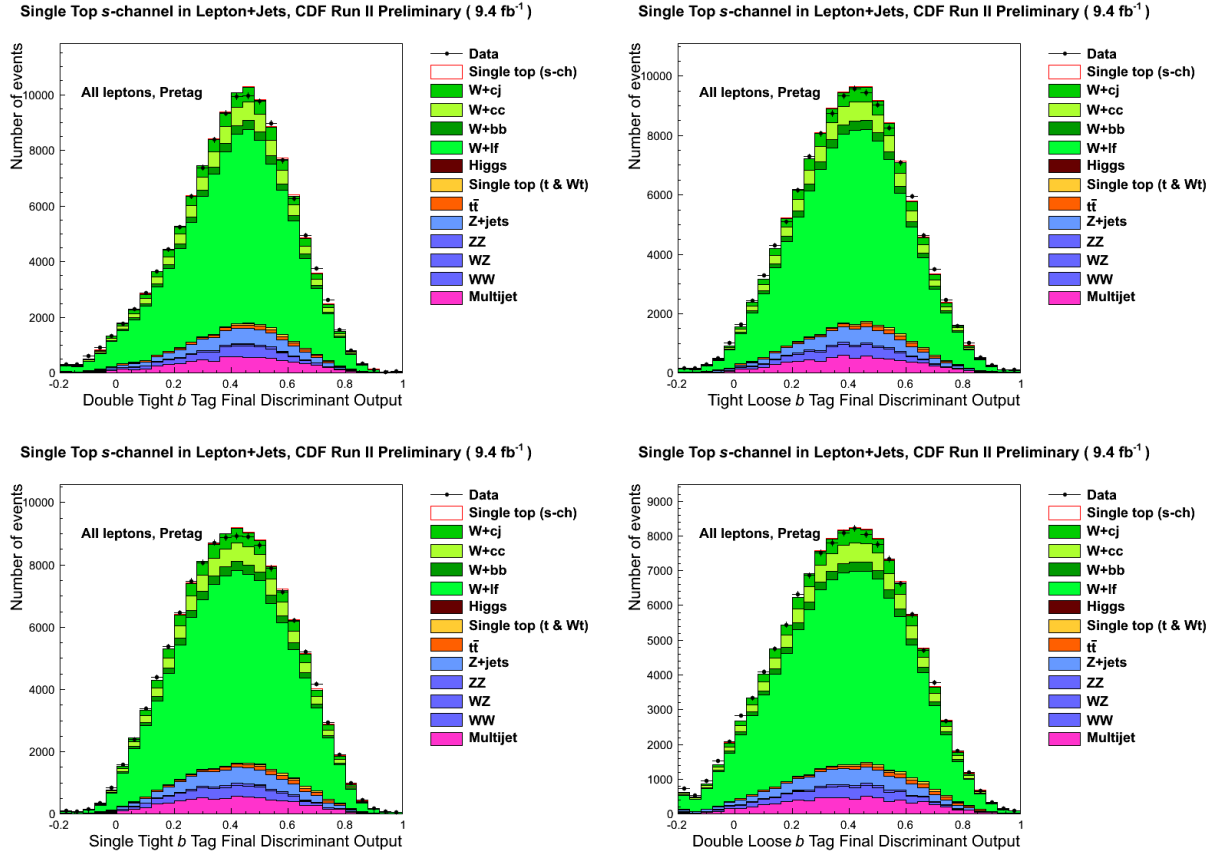 Single Top s-channel in Lepton+Jets, CDF Run II Preliminary ( 9.4 fb⁻¹ )
Number of events
10000
8000
6000
4000
2000
0
All leptons, Pretag
-0.2 0 0.2 0.4 0.6 0.8 1
Double Tight b Tag Final Discriminant Output
Data
Single top (s-ch)
W+cj
W+cc
W+bb
W+lf
Higgs
Single top (t & Wt)
tt̄
Z+jets
ZZ
WZ
WW
Multijet
Single Top s-channel in Lepton+Jets, CDF Run II Preliminary ( 9.4 fb⁻¹ )
Number of events
10000
8000
6000
4000
2000
0
All leptons, Pretag
-0.2 0 0.2 0.4 0.6 0.8 1
Tight Loose b Tag Final Discriminant Output
Data
Single top (s-ch)
W+cj
W+cc
W+bb
W+lf
Higgs
Single top (t & Wt)
tt̄
Z+jets
ZZ
WZ
WW
Multijet
Single Top s-channel in Lepton+Jets, CDF Run II Preliminary ( 9.4 fb⁻¹ )
Number of events
10000
8000
6000
4000
2000
0
All leptons, Pretag
-0.2 0 0.2 0.4 0.6 0.8 1
Single Tight b Tag Final Discriminant Output
Data
Single top (s-ch)
W+cj
W+cc
W+bb
W+lf
Higgs
Single top (t & Wt)
tt̄
Z+jets
ZZ
WZ
WW
Multijet
Single Top s-channel in Lepton+Jets, CDF Run II Preliminary ( 9.4 fb⁻¹ )
Number of events
9000
8000
7000
6000
5000
4000
3000
2000
1000
0
All leptons, Pretag
-0.2 0 0.2 0.4 0.6 0.8 1
Double Loose b Tag Final Discriminant Output
Data
Single top (s-ch)
W+cj
W+cc
W+bb
W+lf
Higgs
Single top (t & Wt)
tt̄
Z+jets
ZZ
WZ
WW
Multijet